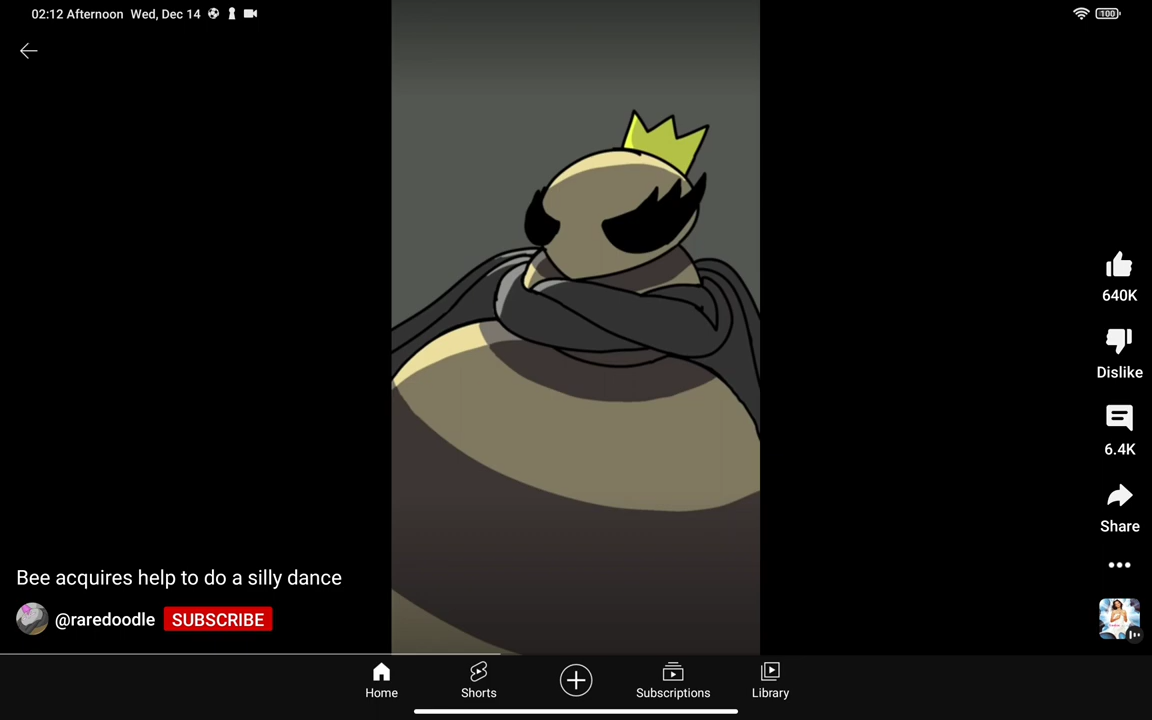 02:12 Afternoon Wed, Dec 14
100
640K
Dislike
6.4K
Share
Bee acquires help to do a silly dance
@raredoodle SUBSCRIBE
Home Shorts Subscriptions Library